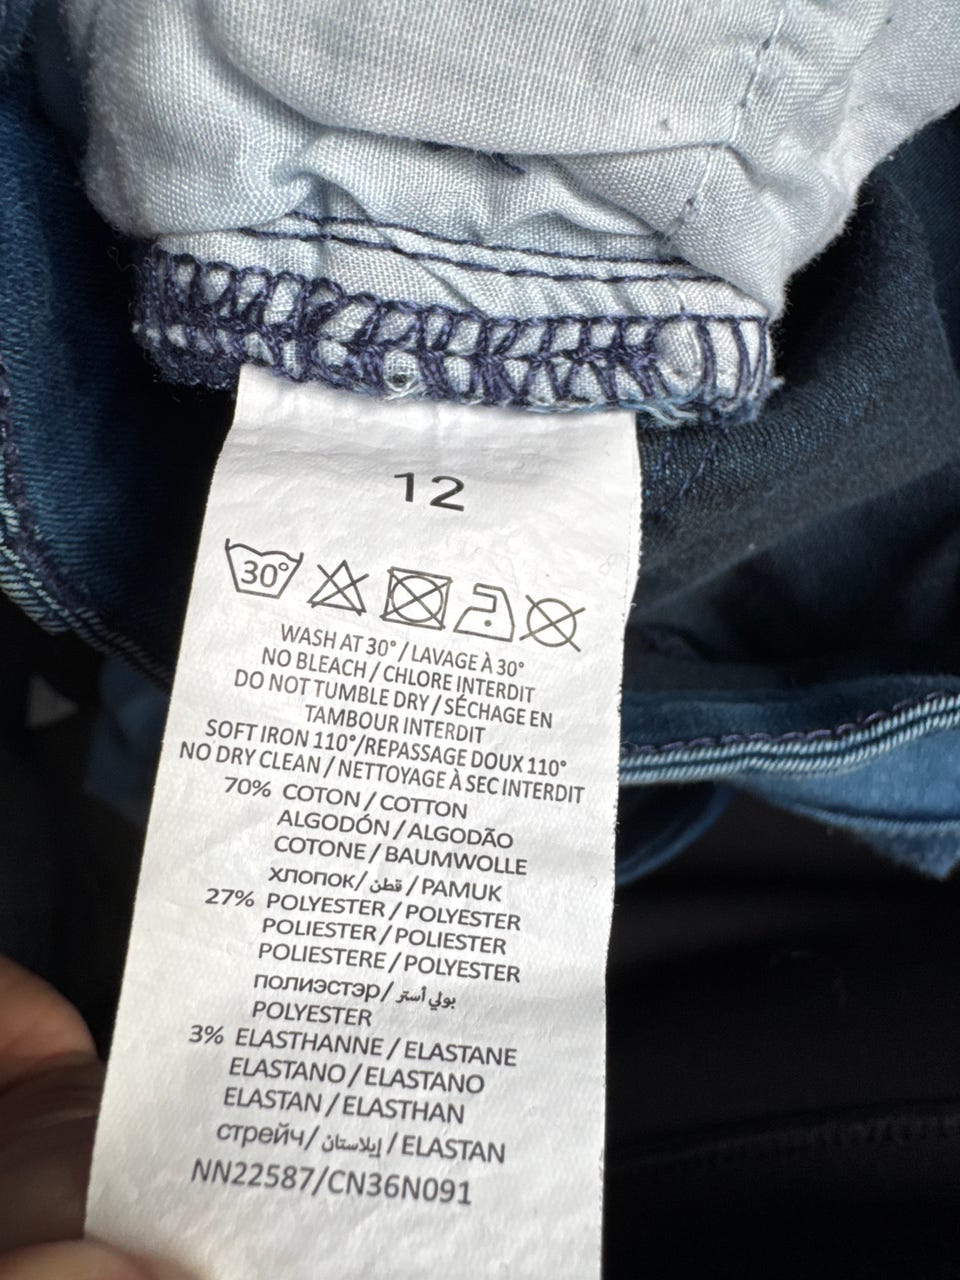 12
30°
WASH AT 30° / LAVAGE À 30°
NO BLEACH / CHLORE INTERDIT
DO NOT TUMBLE DRY / SÉCHAGE EN
TAMBOUR INTERDIT
SOFT IRON 110°/REPASSAGE DOUX 110°
NO DRY CLEAN / NETTOYAGE À SEC INTERDIT
70% COTON / COTTON
ALGODÓN / ALGODÃO
COTONE / BAUMWOLLE
хлопок/ قطن / PAMUK
27% POLYESTER / POLYESTER
POLIESTER / POLIESTER
POLIESTERE / POLYESTER
полиэстэр/ بولي أستر
POLYESTER
3% ELASTHANNE / ELASTANE
ELASTANO / ELASTANO
ELASTAN / ELASTHAN
стрейч/ إيلاستان / ELASTAN
NN22587/CN36N091